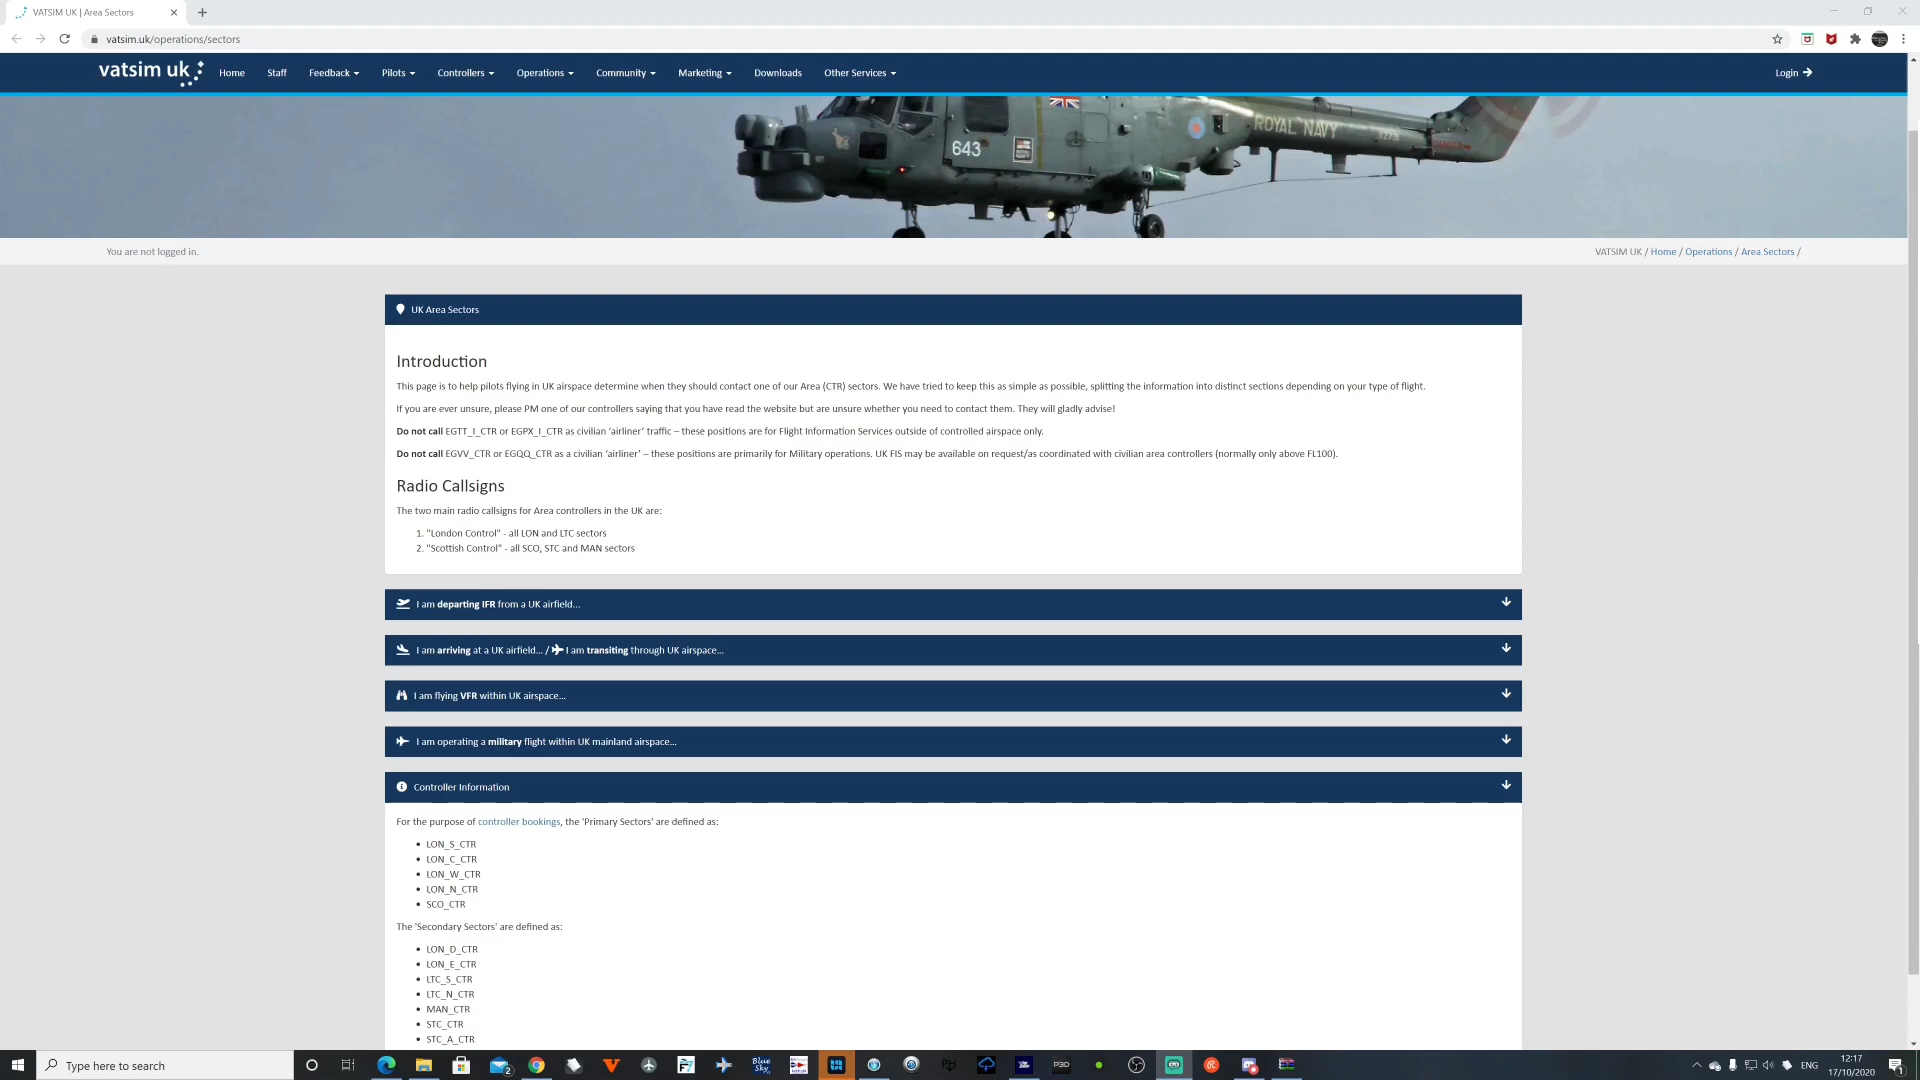 VATSIM UK | Area Sectors
vatsim.uk/operations/sectors
vatsim uk Home Staff Feedback Pilots Controllers Operations Community Marketing Downloads Other Services Login
643 ROYAL NAVY
You are not logged in. VATSIM UK / Home / Operations / Area Sectors /
UK Area Sectors
Introduction
This page is to help pilots flying in UK airspace determine when they should contact one of our Area (CTR) sectors. We have tried to keep this as simple as possible, splitting the information into distinct sections depending on your type of flight.
If you are ever unsure, please PM one of our controllers saying that you have read the website but are unsure whether you need to contact them. They will gladly advise!
Do not call EGTT_I_CTR or EGPX_I_CTR as civilian ‘airliner’ traffic – these positions are for Flight Information Services outside of controlled airspace only.
Do not call EGVV_CTR or EGQQ_CTR as a civilian ‘airliner’ – these positions are primarily for Military operations. UK FIS may be available on request/as coordinated with civilian area controllers (normally only above FL100).
Radio Callsigns
The two main radio callsigns for Area controllers in the UK are:
1. "London Control" - all LON and LTC sectors
2. "Scottish Control" - all SCO, STC and MAN sectors
I am departing IFR from a UK airfield...
I am arriving at a UK airfield... / I am transiting through UK airspace...
I am flying VFR within UK airspace...
I am operating a military flight within UK mainland airspace...
Controller Information
For the purpose of controller bookings, the 'Primary Sectors' are defined as:
• LON_S_CTR
• LON_C_CTR
• LON_W_CTR
• LON_N_CTR
• SCO_CTR
The 'Secondary Sectors' are defined as:
• LON_D_CTR
• LON_E_CTR
• LTC_S_CTR
• LTC_N_CTR
• MAN_CTR
• STC_CTR
• STC_A_CTR
Type here to search
2
Blue Sky
P3D
ENG
12:17
17/10/2020
1